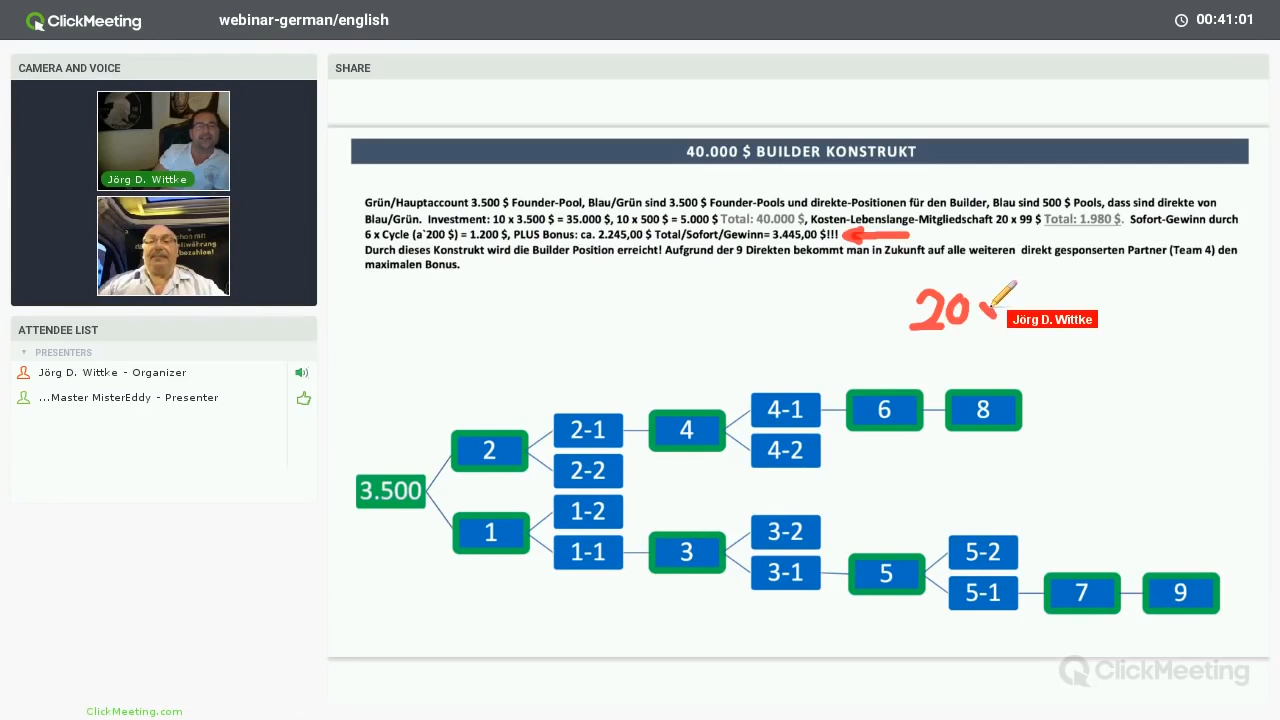 ClickMeeting
webinar-german/english
00:41:01
CAMERA AND VOICE
Jörg D. Wittke
ATTENDEE LIST
PRESENTERS
Jörg D. Wittke - Organizer
...Master MisterEddy - Presenter
ClickMeeting.com
SHARE
40.000 $ BUILDER KONSTRUKT
Grün/Hauptaccount 3.500 $ Founder-Pool, Blau/Grün sind 3.500 $ Founder-Pools und direkte-Positionen für den Builder, Blau sind 500 $ Pools, dass sind direkte von
Blau/Grün. Investment: 10 x 3.500 $ = 35.000 $, 10 x 500 $ = 5.000 $ Total: 40.000 $, Kosten-Lebenslange-Mitgliedschaft 20 x 99 $ Total: 1.980 $. Sofort-Gewinn durch
6 x Cycle (a`200 $) = 1.200 $, PLUS Bonus: ca. 2.245,00 $ Total/Sofort/Gewinn= 3.445,00 $!!!
Durch dieses Konstrukt wird die Builder Position erreicht! Aufgrund der 9 Direkten bekommt man in Zukunft auf alle weiteren direkt gesponserten Partner (Team 4) den
maximalen Bonus.
20
Jörg D. Wittke
4-1 6 8
2-1 4
2 4-2
2-2
3.500
1-2
1 3-2
1-1 3 5-2
3-1 5
5-1 7 9
ClickMeeting